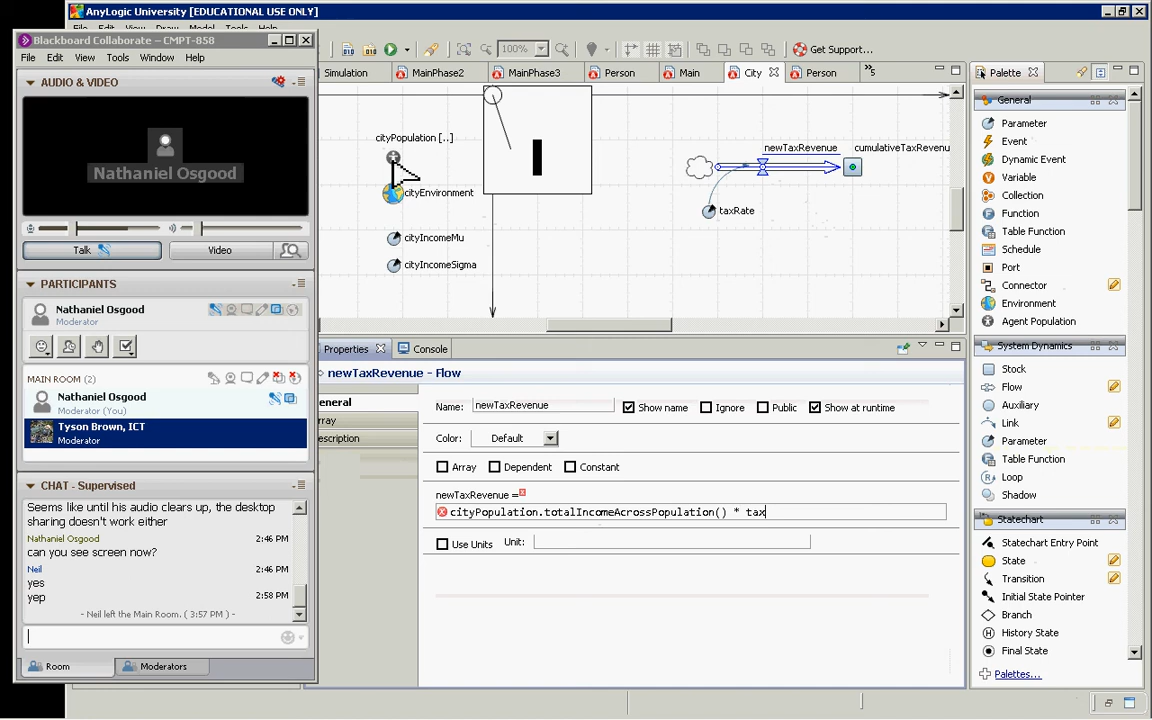 AnyLogic University [EDUCATIONAL USE ONLY]
Blackboard Collaborate – CMPT-858
File Edit View Tools Window Help
AUDIO & VIDEO
Nathaniel Osgood
Talk
Video
PARTICIPANTS
Nathaniel Osgood
Moderator
MAIN ROOM (2)
Nathaniel Osgood
Moderator (You)
Tyson Brown, ICT
CHAT - Supervised
Seems like until his audio clears up, the desktop
sharing doesn't work either
Nathaniel Osgood 2:46 PM
can you see screen now?
Neil 2:46 PM
yes
yep 2:58 PM
- Neil left the Main Room. ( 3:57 PM ) -
Room
Moderators
100%
Get Support...
Simulation
MainPhase2
MainPhase3
Person
Main
City
Person
5
cityPopulation [..]
cityEnvironment
cityIncomeMu
cityIncomeSigma
newTaxRevenue
cumulativeTaxRevenu
taxRate
Properties
Console
newTaxRevenue - Flow
General
rray
escription
Name: newTaxRevenue Show name Ignore Public Show at runtime
Color: Default
Array Dependent Constant
newTaxRevenue =
cityPopulation.totalIncomeAcrossPopulation() * tax
Use Units Unit:
Palette
General
Parameter
Event
Dynamic Event
Variable
Collection
Function
Table Function
Schedule
Port
Connector
Environment
Agent Population
System Dynamics
Stock
Flow
Auxiliary
Link
Parameter
Table Function
Loop
Shadow
Statechart
Statechart Entry Point
State
Transition
Initial State Pointer
Branch
History State
Final State
Palettes...